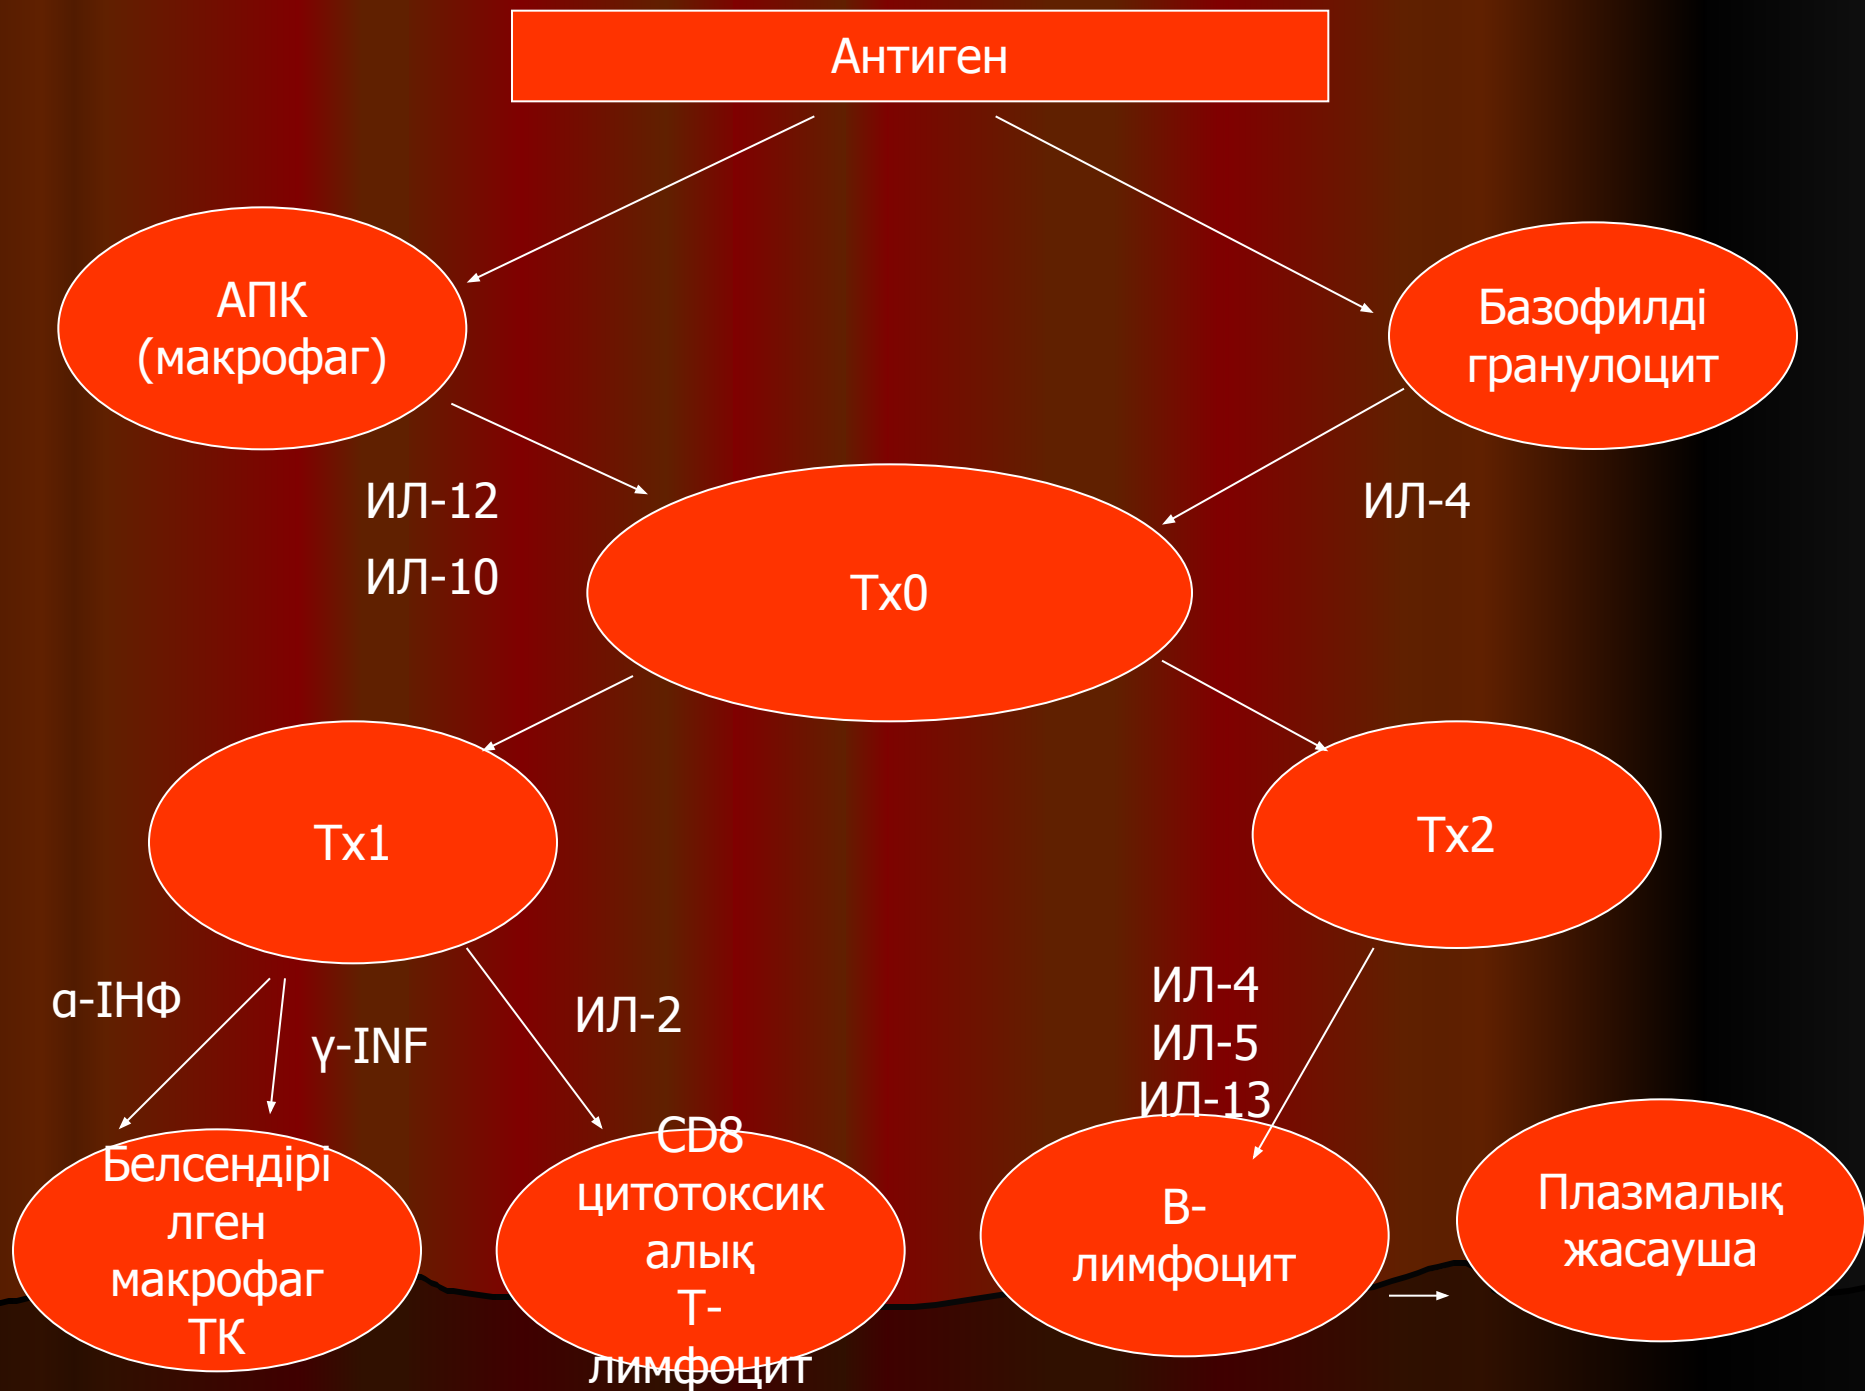 Антиген
АПК
(макрофаг)
Базофилді
гранулоцит
ИЛ-12
ИЛ-10
ИЛ-4
Тх0
Тх1
Тх2
α-ІНФ
γ-INF
ИЛ-2
ИЛ-4
ИЛ-5
ИЛ-13
Белсендірі
лген
макрофаг
ТК
CD8
цитотоксик
алық
Т-
лимфоцит
В-
лимфоцит
Плазмалық
жасауша